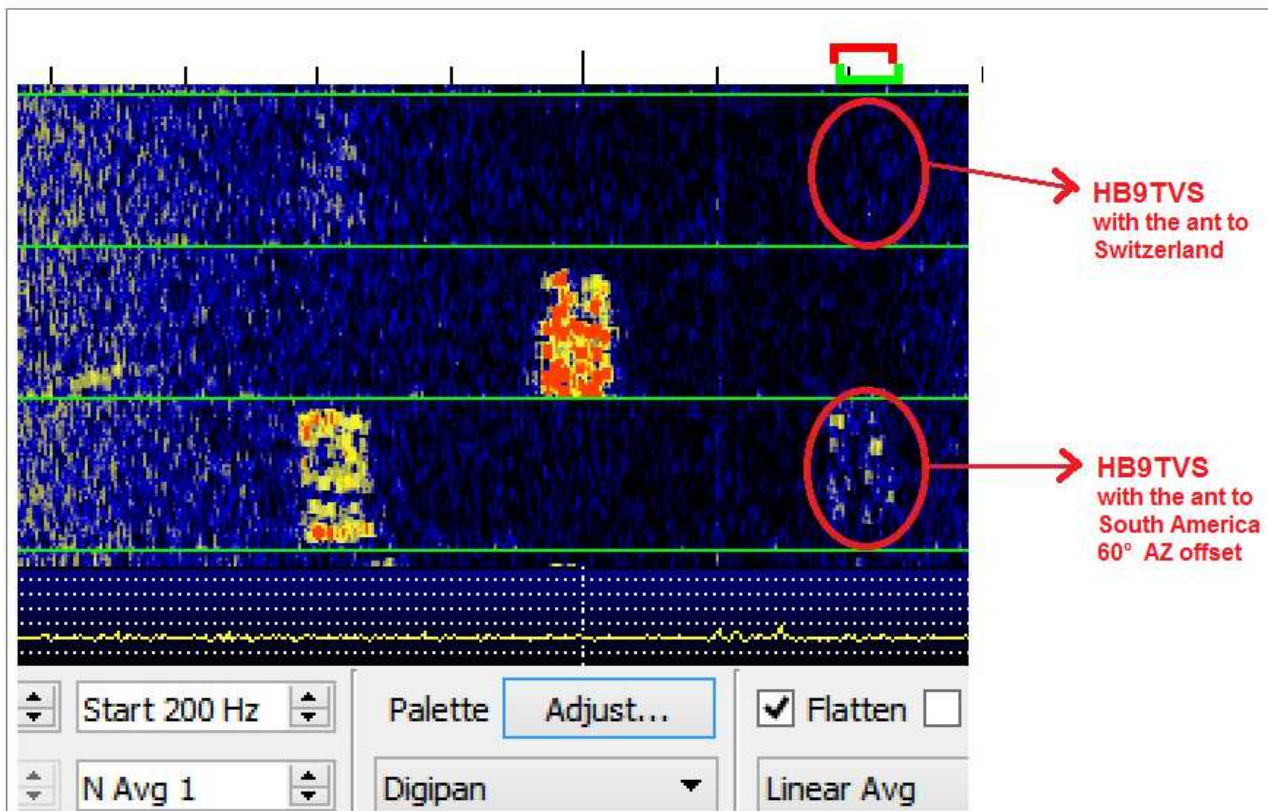 HB9TVS
with the ant to
Switzerland
HB9TVS
with the ant to
South America
60° AZ offset
Start 200 Hz
Palette
Adjust...
Flatten
N Avg 1
Digipan
Linear Avg